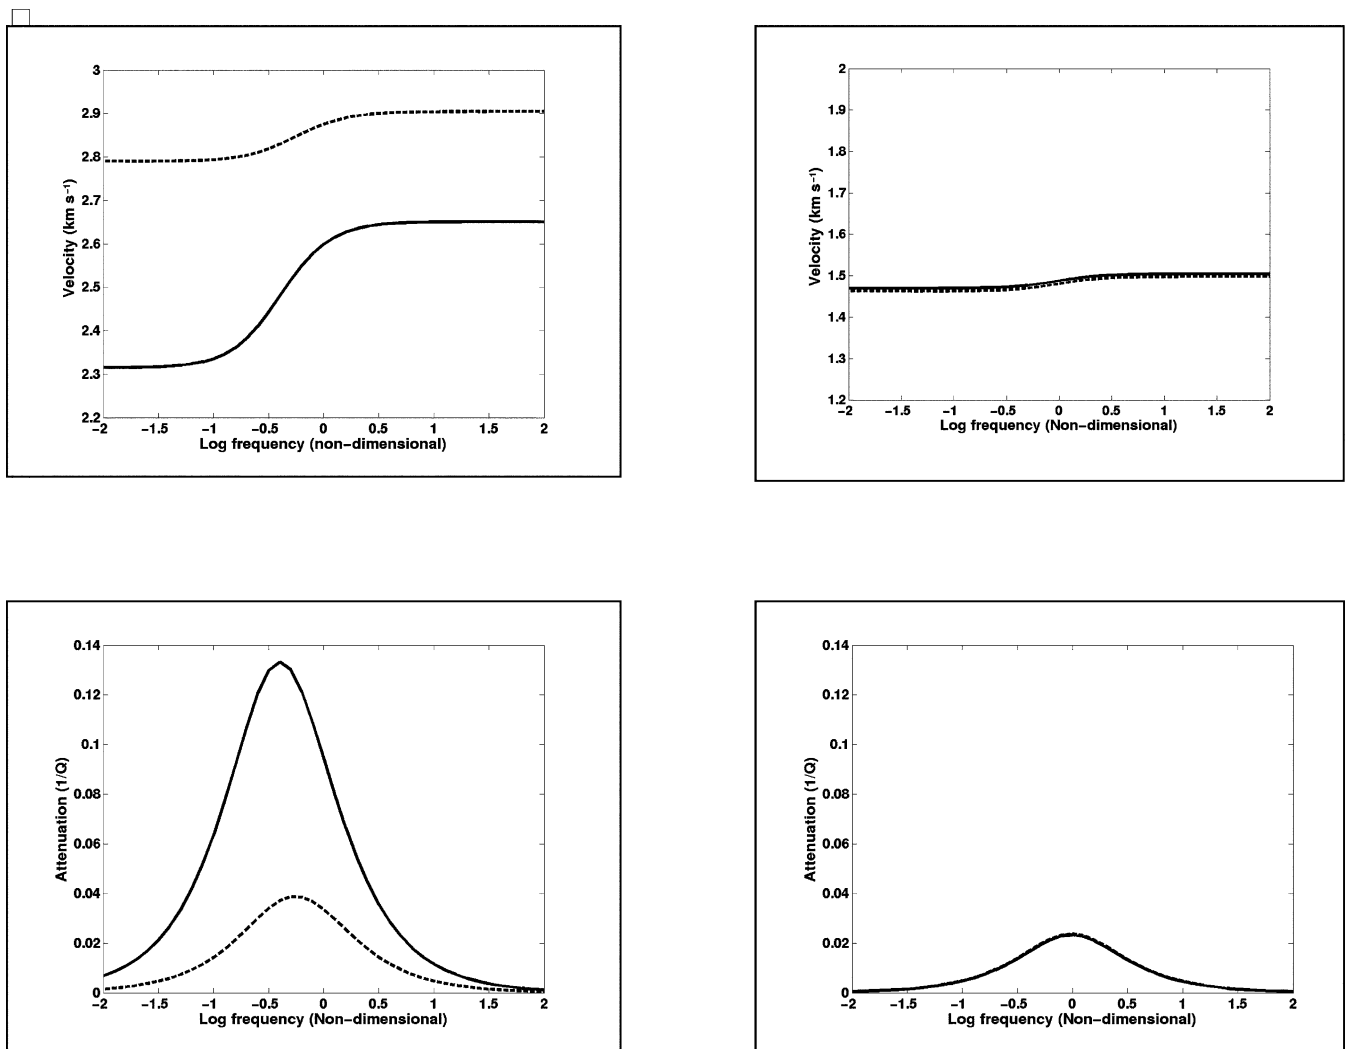 3
2.9
2.8
2.7
2.6
2.5
2.4
2.3
2.2
Velocity (km s⁻¹)
−2 −1.5 −1 −0.5 0 0.5 1 1.5 2
Log frequency (non−dimensional)
2
1.9
1.8
1.7
1.6
1.5
1.4
1.3
1.2
Velocity (km s⁻¹)
−2 −1.5 −1 −0.5 0 0.5 1 1.5 2
Log frequency (Non−dimensional)
0.14
0.12
0.1
0.08
0.06
0.04
0.02
0
Attenuation (1/Q)
−2 −1.5 −1 −0.5 0 0.5 1 1.5 2
Log frequency (Non−dimensional)
0.14
0.12
0.1
0.08
0.06
0.04
0.02
0
Attenuation (1/Q)
−2 −1.5 −1 −0.5 0 0.5 1 1.5 2
Log frequency (Non−dimensional)